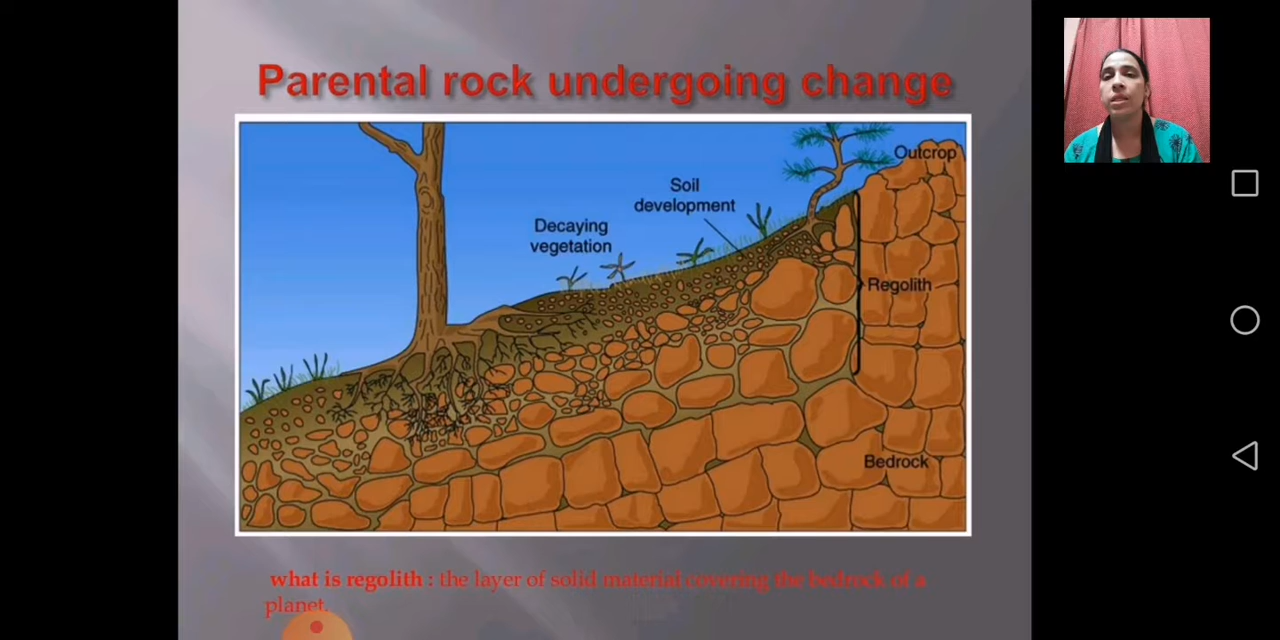 Parental rock undergoing change
Outcrop
Soil
development
Decaying
vegetation
Regolith
Bedrock
what is regolith : the layer of solid material covering the bedrock of a
planet.